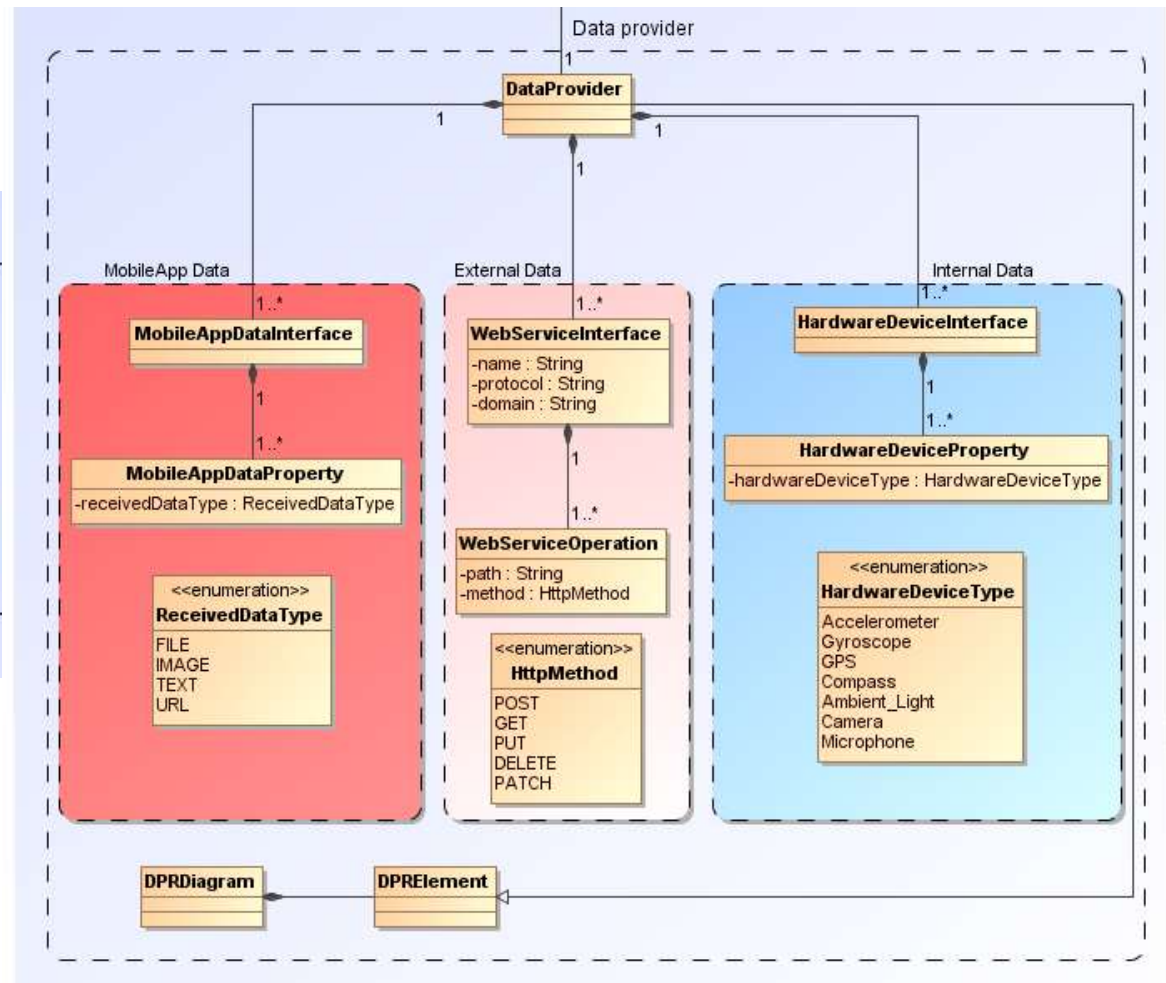 Data provider
1
DataProvider
1
1
1
MobileApp Data
External Data
Internal Data
1..*
1..*
1..*
MobileAppDataInterface
1
1..*
MobileAppDataProperty
-receivedDataType : ReceivedDataType
<<enumeration>>
ReceivedDataType
FILE
IMAGE
TEXT
URL
WebServiceInterface
-name : String
-protocol : String
-domain : String
1
1..*
WebServiceOperation
-path : String
-method : HttpMethod
<<enumeration>>
HttpMethod
POST
GET
PUT
DELETE
PATCH
HardwareDeviceInterface
1
1..*
HardwareDeviceProperty
-hardwareDeviceType : HardwareDeviceType
<<enumeration>>
HardwareDeviceType
Accelerometer
Gyroscope
GPS
Compass
Ambient_Light
Camera
Microphone
DPRDiagram
DPRElement